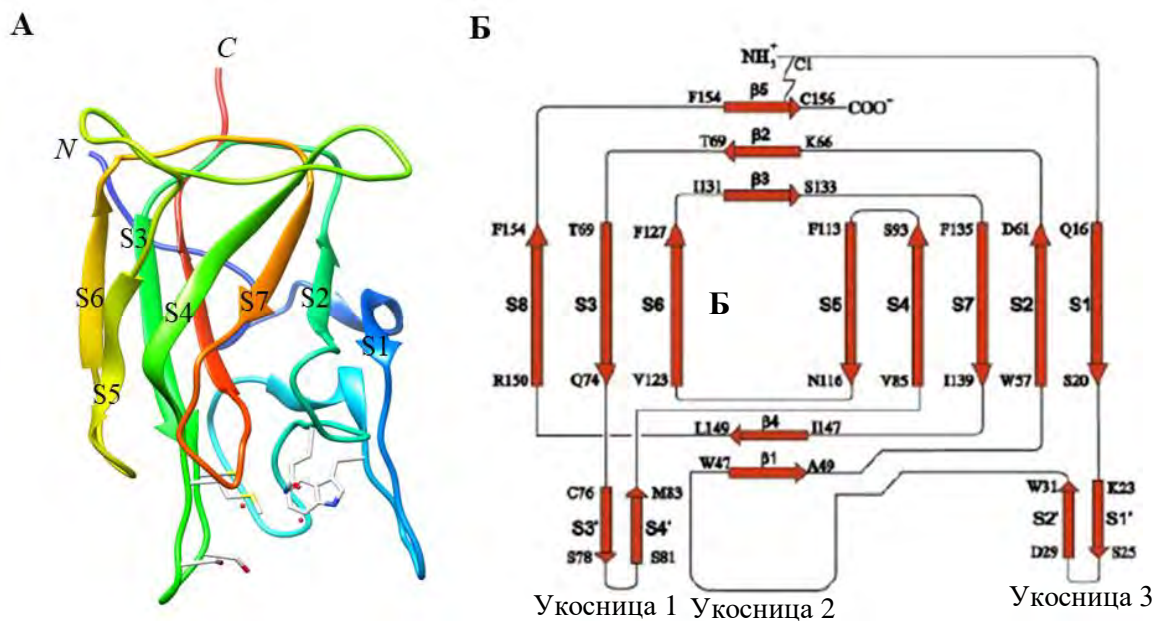 А
C
N
S3
S6
S4
S7
S2
S1
S5
Б
NH3+
C1
β5
F154
C156
COO−
β2
T69
K66
β3
I131
S133
F154
T69
F127
F113
S93
F135
D61
Q16
S8
S3
S6
Б
S5
S4
S7
S2
S1
R150
Q74
V123
N116
V85
I139
W57
S20
β4
L149
I147
W47
β1
A49
C76
M83
W31
K23
S3'
S4'
S2'
S1'
S78
S81
D29
S25
Укосница 1
Укосница 2
Укосница 3